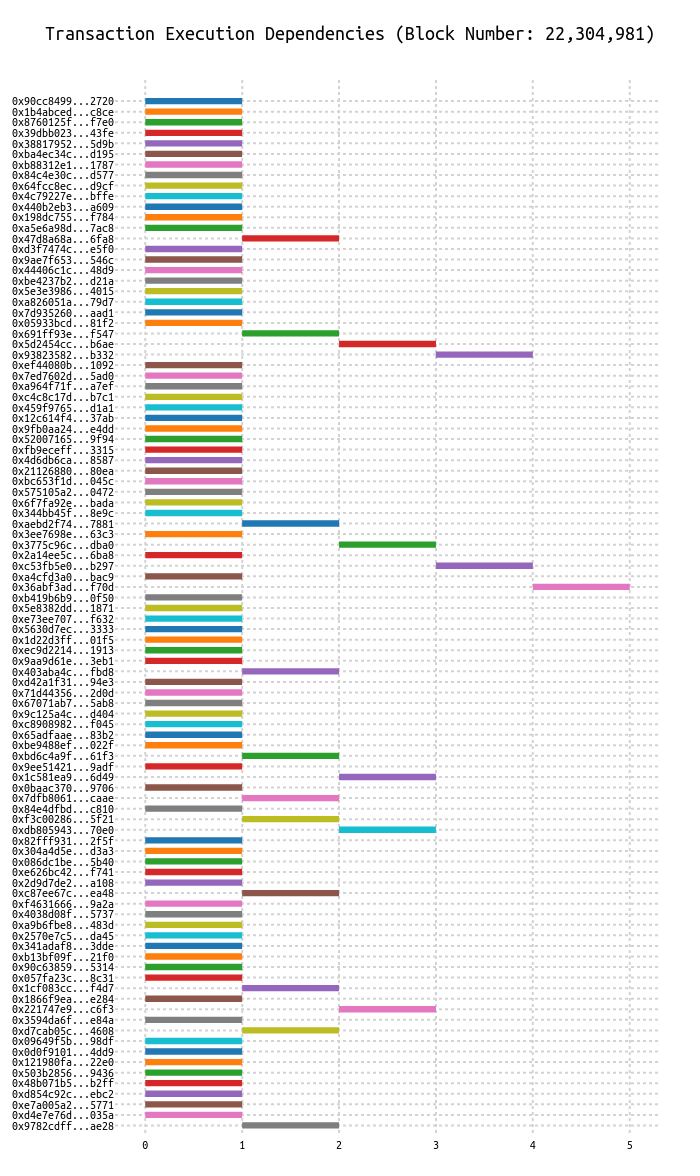 Transaction Execution Dependencies (Block Number: 22,304,981)
0x90cc8499...2720
0x1b4abced...c8ce
0x8760125f...f7e0
0x39dbb023...43fe
0x38817952...5d9b
0xba4ec34c...d195
0xb88312e1...1787
0x84c4e30c...d577
0x64fcc8ec...d9cf
0x4c79227e...bffe
0x440b2eb3...a609
0x198dc755...f784
0xa5e6a98d...7ac8
0x47d8a68a...6fa8
0xd3f7474c...e5f0
0x9ae7f653...546c
0x44406c1c...48d9
0xbe4237b2...d21a
0x5e3e3986...4015
0xa826051a...79d7
0x7d935260...aad1
0x05933bcd...81f2
0x691ff93e...f547
0x5d2454cc...b6ae
0x93823582...b332
0xef44080b...1092
0x7ed7602d...5ad0
0xa964f71f...a7ef
0xc4c8c17d...b7c1
0x459f9765...d1a1
0x12c614f4...37ab
0x9fb0aa24...e4dd
0x52007165...9f94
0xfb9eceff...3315
0x4d6db6ca...8587
0x21126880...80ea
0xbc653f1d...045c
0x575105a2...0472
0x6f7fa92e...bada
0x344bb45f...8e9c
0xaebd2f74...7881
0x3ee7698e...63c3
0x3775c96c...dba0
0x2a14ee5c...6ba8
0xc53fb5e0...b297
0xa4cfd3a0...bac9
0x36abf3ad...f70d
0xb419b6b9...0f50
0x5e8382dd...1871
0xe73ee707...f632
0x5630d7ec...3333
0x1d22d3ff...01f5
0xec9d2214...1913
0x9aa9d61e...3eb1
0x403aba4c...fbd8
0xd42a1f31...94e3
0x71d44356...2d0d
0x67071ab7...5ab8
0x9c125a4c...d404
0xc8908982...f045
0x65adfaae...83b2
0xbe9488ef...022f
0xbd6c4a9f...61f3
0x9ee51421...9adf
0x1c581ea9...6d49
0x0baac370...9706
0x7dfb8061...caae
0x84e4dfbd...c810
0xf3c00286...5f21
0xdb805943...70e0
0x82fff931...2f5f
0x304a4d5e...d3a3
0x086dc1be...5b40
0xe626bc42...f741
0x2d9d7de2...a108
0xc87ee67c...ea48
0xf4631666...9a2a
0x4038d08f...5737
0xa9b6fbe8...483d
0x2570e7c5...da45
0x341adaf8...3dde
0xb13bf09f...21f0
0x90c63859...5314
0x057fa23c...8c31
0x1cf083cc...f4d7
0x1866f9ea...e284
0x221747e9...c6f3
0x3594da6f...e84a
0xd7cab05c...4608
0x09649f5b...98df
0x0d0f9101...4dd9
0x121980fa...22e0
0x503b2856...9436
0x48b071b5...b2ff
0xd854c92c...ebc2
0xe7a005a2...5771
0xd4e7e76d...035a
0x9782cdff...ae28
0 1 2 3 4 5